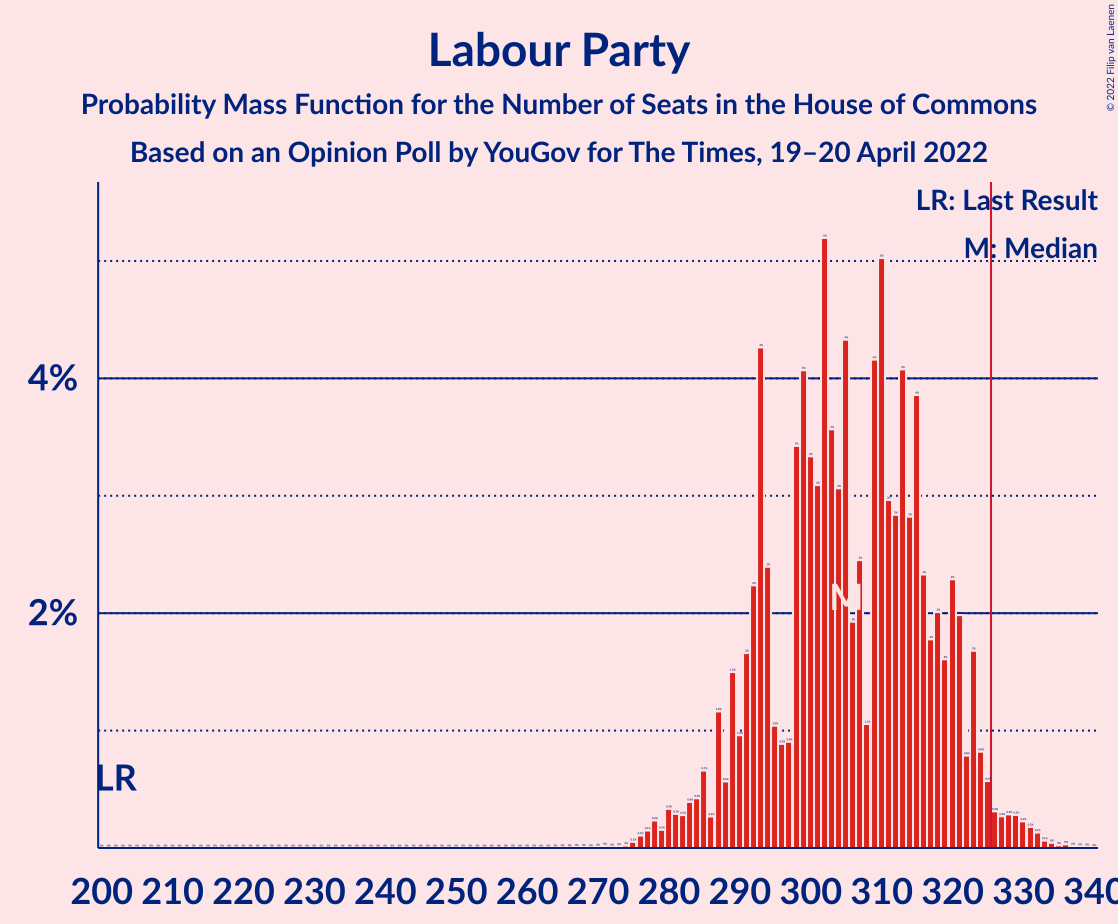 Labour Party
Probability Mass Function for the Number of Seats in the House of Commons
Based on an Opinion Poll by YouGov for The Times, 19–20 April 2022
© 2022 Filip van Laenen
LR: Last Result
M: Median
4%
2%
M
LR
200 210 220 230 240 250 260 270 280 290 300 310 320 330 340